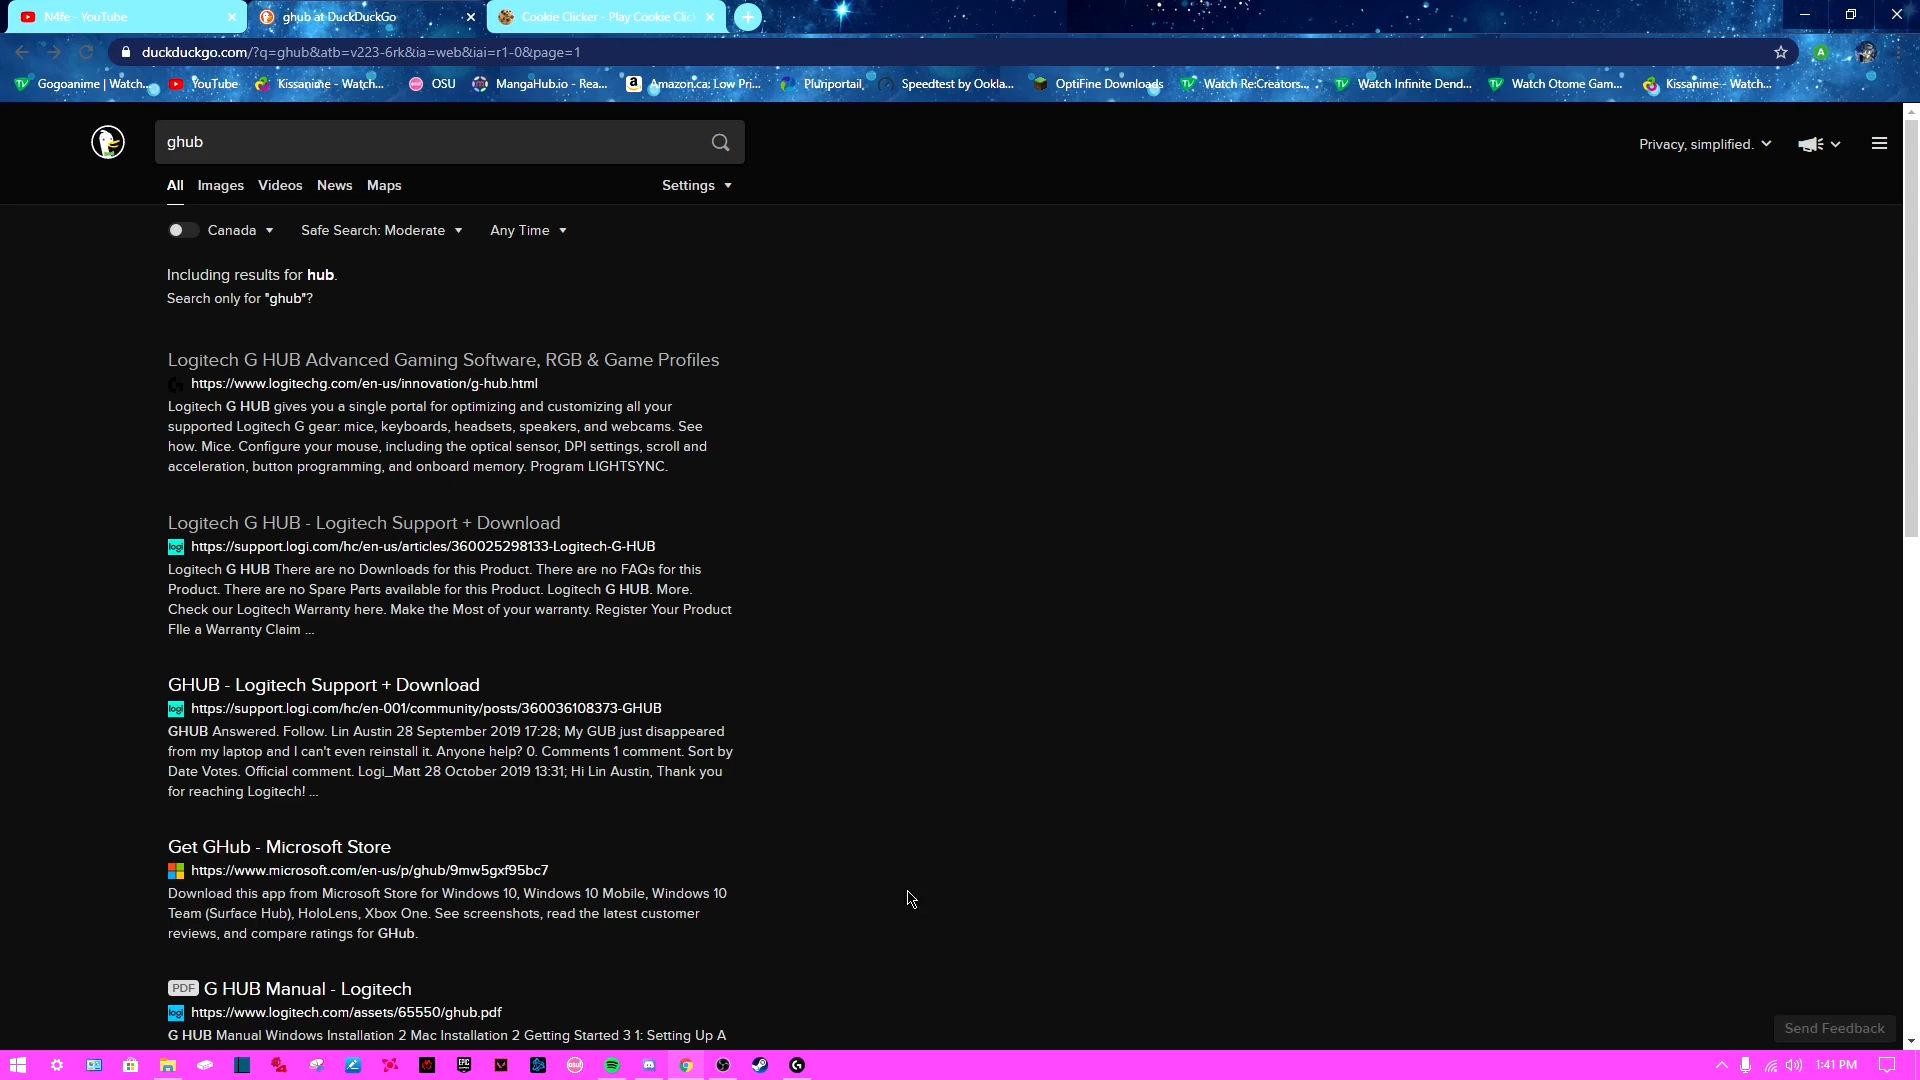 N4fe - YouTube
ghub at DuckDuckGo
Cookie Clicker - Play Cookie Clic
duckduckgo.com/?q=ghub&atb=v223-6rk&ia=web&iai=r1-0&page=1
A
Gogoanime | Watch...
YouTube
Kissanime - Watch...
OSU
MangaHub.io - Rea...
Amazon.ca: Low Pri...
Pluriportail
Speedtest by Ookla...
OptiFine Downloads
Watch Re:Creators...
Watch Infinite Dend...
Watch Otome Gam...
Kissanime - Watch...
ghub
Privacy, simplified.
All Images Videos News Maps
Settings
Canada
Safe Search: Moderate
Any Time
Including results for hub.
Search only for "ghub"?
Logitech G HUB Advanced Gaming Software, RGB & Game Profiles
https://www.logitechg.com/en-us/innovation/g-hub.html
Logitech G HUB gives you a single portal for optimizing and customizing all your
supported Logitech G gear: mice, keyboards, headsets, speakers, and webcams. See
how. Mice. Configure your mouse, including the optical sensor, DPI settings, scroll and
acceleration, button programming, and onboard memory. Program LIGHTSYNC.
Logitech G HUB - Logitech Support + Download
logi https://support.logi.com/hc/en-us/articles/360025298133-Logitech-G-HUB
Logitech G HUB There are no Downloads for this Product. There are no FAQs for this
Product. There are no Spare Parts available for this Product. Logitech G HUB. More.
Check our Logitech Warranty here. Make the Most of your warranty. Register Your Product
FIle a Warranty Claim ...
GHUB - Logitech Support + Download
logi https://support.logi.com/hc/en-001/community/posts/360036108373-GHUB
GHUB Answered. Follow. Lin Austin 28 September 2019 17:28; My GUB just disappeared
from my laptop and I can't even reinstall it. Anyone help? 0. Comments 1 comment. Sort by
Date Votes. Official comment. Logi_Matt 28 October 2019 13:31; Hi Lin Austin, Thank you
for reaching Logitech! ...
Get GHub - Microsoft Store
https://www.microsoft.com/en-us/p/ghub/9mw5gxf95bc7
Download this app from Microsoft Store for Windows 10, Windows 10 Mobile, Windows 10
Team (Surface Hub), HoloLens, Xbox One. See screenshots, read the latest customer
reviews, and compare ratings for GHub.
PDF G HUB Manual - Logitech
logi https://www.logitech.com/assets/65550/ghub.pdf
G HUB Manual Windows Installation 2 Mac Installation 2 Getting Started 3 1: Setting Up A
Send Feedback
EPIC
osu!
1:41 PM